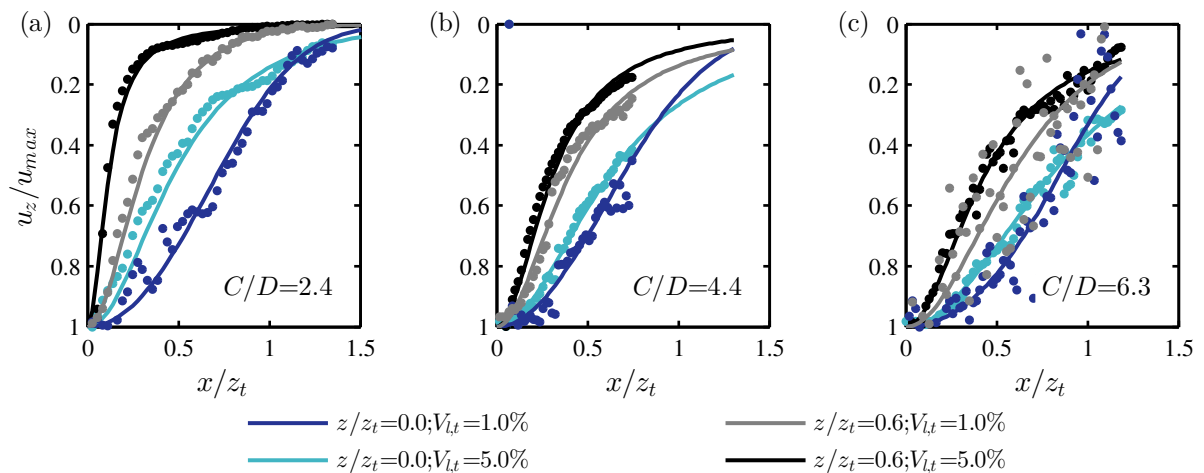 (a)
(b)
(c)
u_z/u_max
0
0.2
0.4
0.6
0.8
1
C/D=2.4
0
0.5
1
1.5
x/z_t
0
0.2
0.4
0.6
0.8
1
C/D=4.4
0
0.5
1
1.5
x/z_t
0
0.2
0.4
0.6
0.8
1
C/D=6.3
0
0.5
1
1.5
x/z_t
z/z_t=0.0;V_{l,t}=1.0%
z/z_t=0.0;V_{l,t}=5.0%
z/z_t=0.6;V_{l,t}=1.0%
z/z_t=0.6;V_{l,t}=5.0%